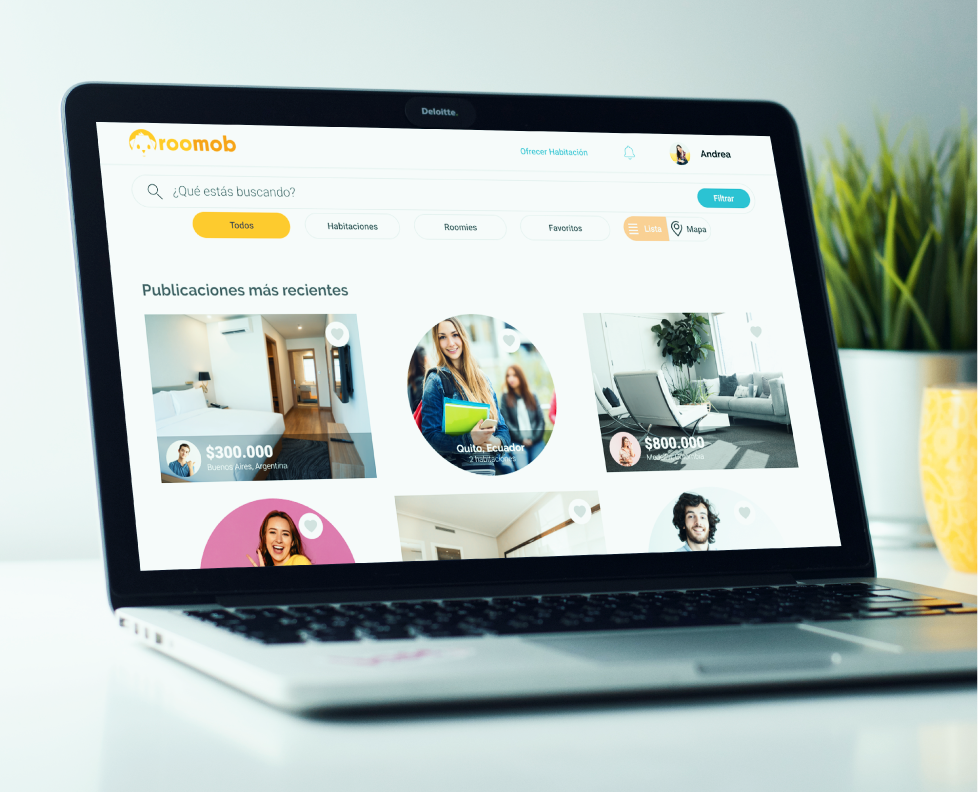 Deloitte.
roomob
Ofrecer Habitación
Andrea
¿Qué estás buscando?
Filtrar
Todos
Habitaciones
Roomies
Favoritos
Lista
Mapa
Publicaciones más recientes
$300.000
Buenos Aires, Argentina
Quito, Ecuador
2 habitaciones
$800.000
Medellín, Colombia